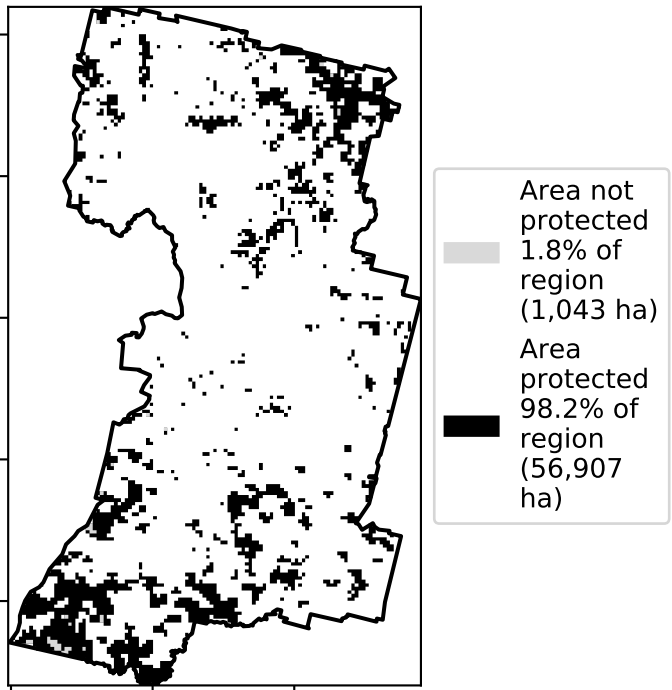 Area not
protected
1.8% of
region
(1,043 ha)
Area
protected
98.2% of
region
(56,907
ha)